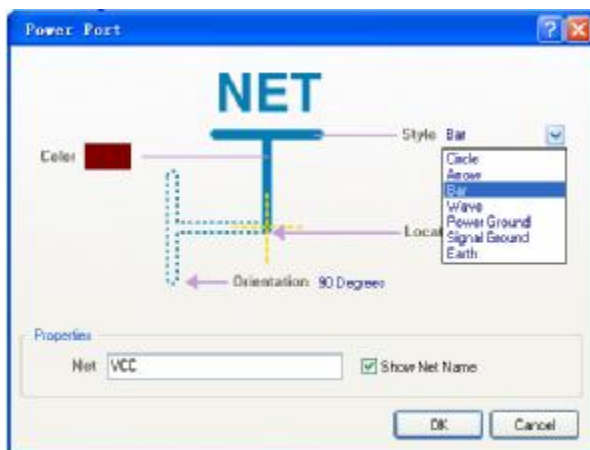 Power Port
NET
Style Bar
Color
Circle
Arrow
Bar
Wave
Power Ground
Signal Ground
Earth
Locat
Orientation 90 Degrees
Properties
Net VCC
Show Net Name
OK Cancel